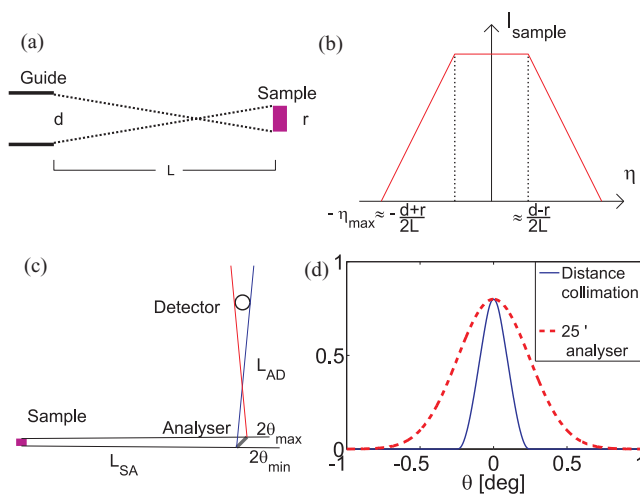 (a)
Guide
Sample
d
r
L
(b)
I_sample
η
- η_max ≈ - d+r/2L
≈ d-r/2L
(c)
Detector
L_AD
Sample
Analyser
2θ_max
L_SA
2θ_min
(d)
1
0.5
0
-1
-0.5
0
0.5
1
θ [deg]
Distance
collimation
25 '
analyser